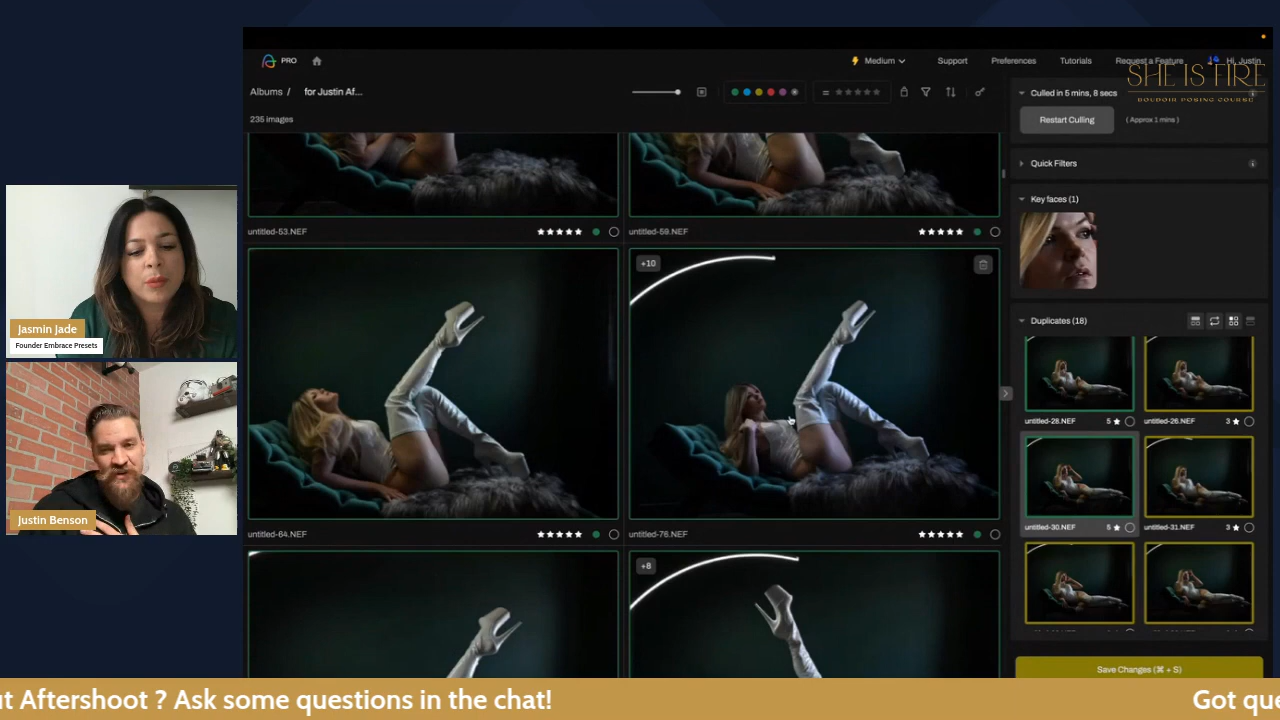 PRO
Medium
Support
Preferences
Tutorials
Request a Feature
Hi, Justin
SHE IS FIRE
BOUDOIR POSING COURSE
Albums / for Justin Af...
235 images
Culled in 5 mins, 8 secs
Restart Culling
( Approx 1 mins )
Quick Filters
Key faces (1)
Duplicates (18)
untitled-53.NEF
untitled-59.NEF
+10
untitled-64.NEF
untitled-76.NEF
+8
untitled-28.NEF 5
untitled-26.NEF 3
untitled-30.NEF 5
untitled-31.NEF 3
Save Changes (⌘ + S)
Jasmin Jade
Founder Embrace Presets
Justin Benson
Aftershoot ? Ask some questions in the chat!
Got